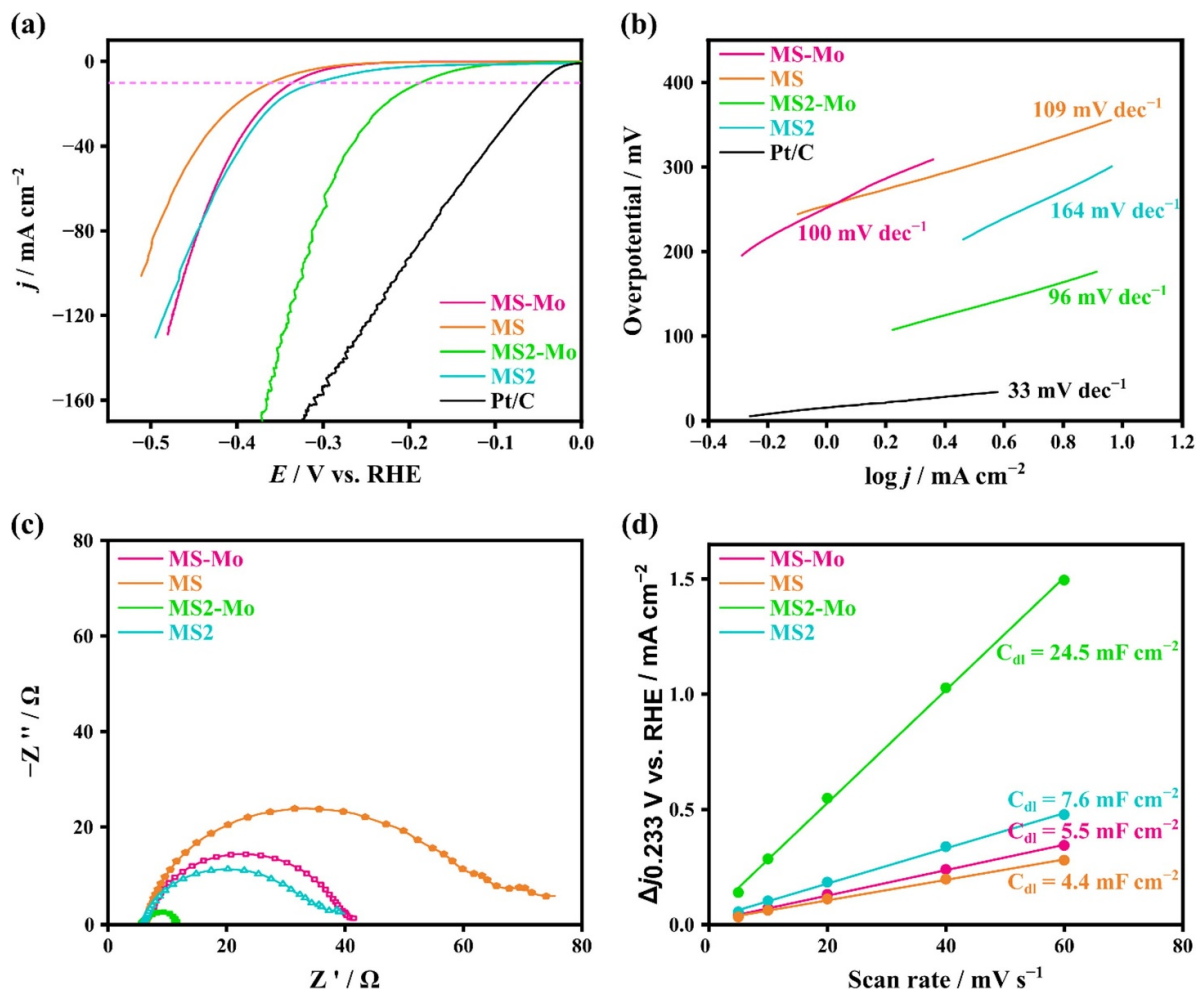 (a)
0
−40
−80
−120
−160
j / mA cm⁻²
MS-Mo
MS
MS2-Mo
MS2
Pt/C
−0.5
−0.4
−0.3
−0.2
−0.1
0.0
E / V vs. RHE
(b)
MS-Mo
MS
MS2-Mo
MS2
Pt/C
400
300
200
100
0
Overpotential / mV
109 mV dec⁻¹
164 mV dec⁻¹
100 mV dec⁻¹
96 mV dec⁻¹
33 mV dec⁻¹
−0.4
−0.2
0.0
0.2
0.4
0.6
0.8
1.0
1.2
log j / mA cm⁻²
(c)
80
60
40
20
0
−Z '' / Ω
MS-Mo
MS
MS2-Mo
MS2
0
20
40
60
80
Z ' / Ω
(d)
1.5
1.0
0.5
0.0
Δj0.233 V vs. RHE / mA cm⁻²
MS-Mo
MS
MS2-Mo
MS2
Cdl = 24.5 mF cm⁻²
Cdl = 7.6 mF cm⁻²
Cdl = 5.5 mF cm⁻²
Cdl = 4.4 mF cm⁻²
0
20
40
60
80
Scan rate / mV s⁻¹